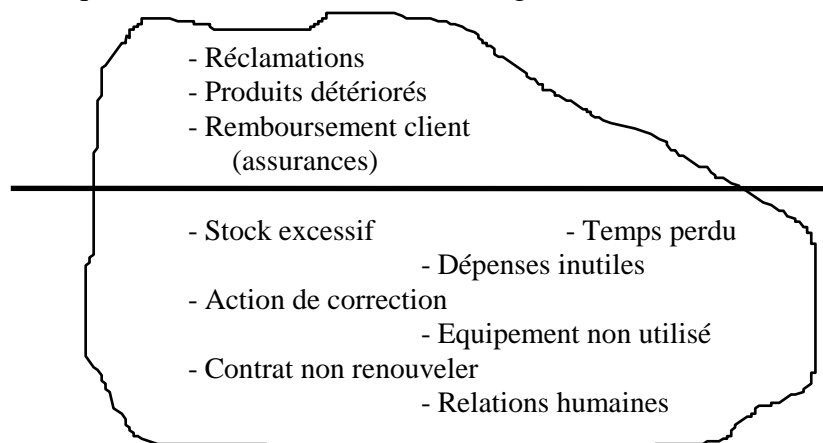 - Réclamations
- Produits détériorés
- Remboursement client
(assurances)
- Stock excessif - Temps perdu
- Dépenses inutiles
- Action de correction
- Equipement non utilisé
- Contrat non renouveler
- Relations humaines